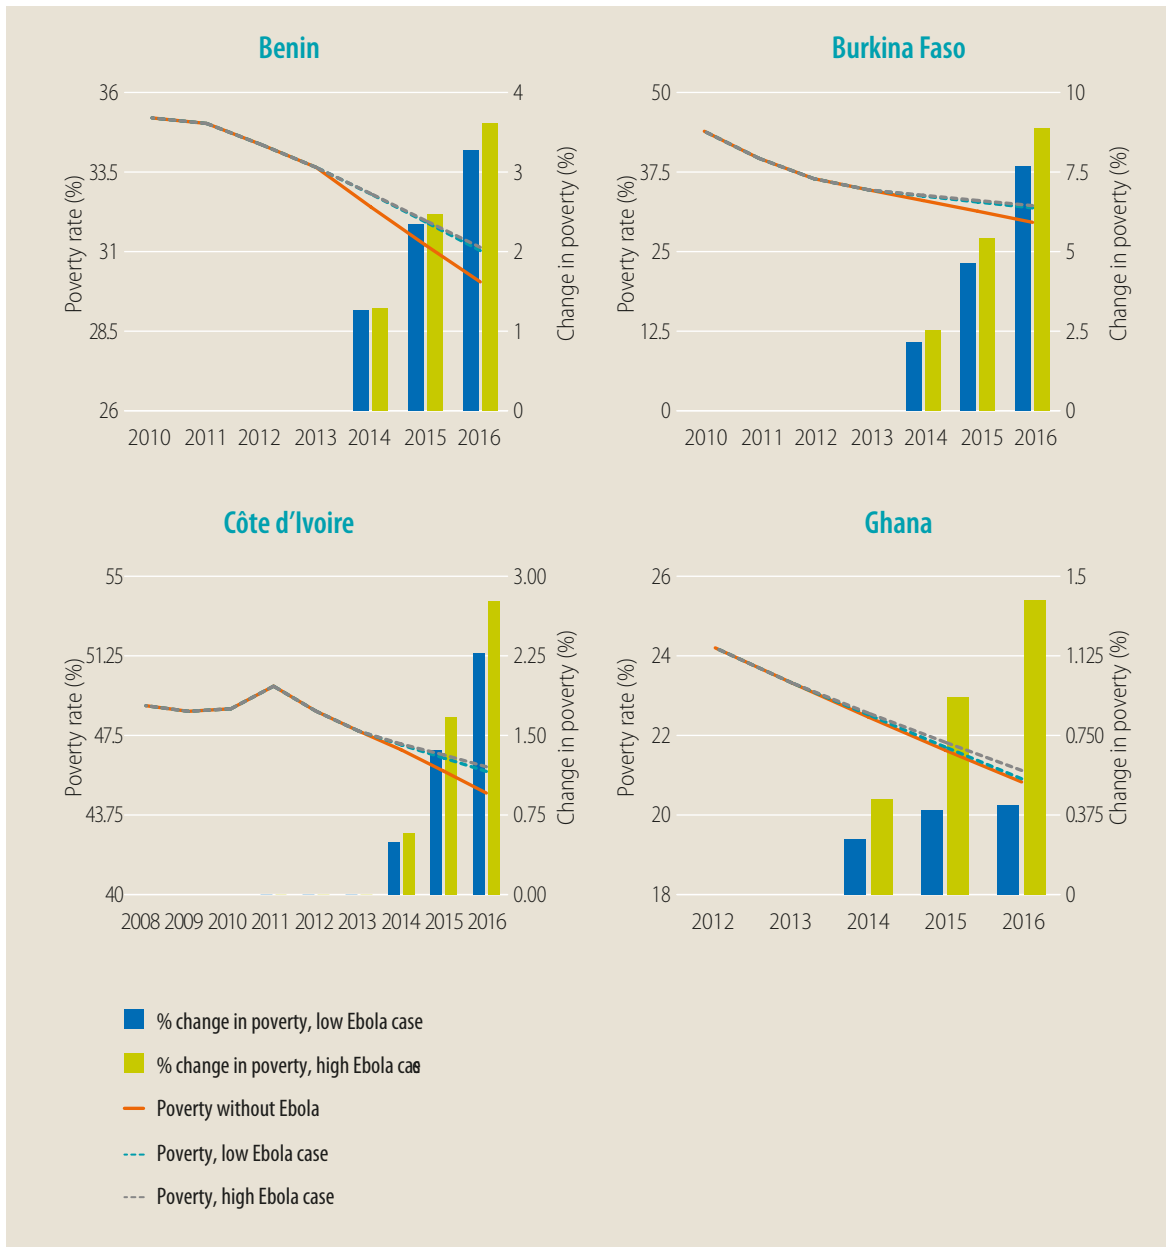 Benin
36
33.5
31
28.5
26
Poverty rate (%)
4
3
2
1
0
Change in poverty (%)
2010 2011 2012 2013 2014 2015 2016
Burkina Faso
50
37.5
25
12.5
0
Poverty rate (%)
10
7.5
5
2.5
0
Change in poverty (%)
2010 2011 2012 2013 2014 2015 2016
Côte d’Ivoire
55
51.25
47.5
43.75
40
Poverty rate (%)
3.00
2.25
1.50
0.75
0.00
Change in poverty (%)
2008 2009 2010 2011 2012 2013 2014 2015 2016
Ghana
26
24
22
20
18
Poverty rate (%)
1.5
1.125
0.750
0.375
0
Change in poverty (%)
2012 2013 2014 2015 2016
% change in poverty, low Ebola case
% change in poverty, high Ebola case
Poverty without Ebola
Poverty, low Ebola case
Poverty, high Ebola case